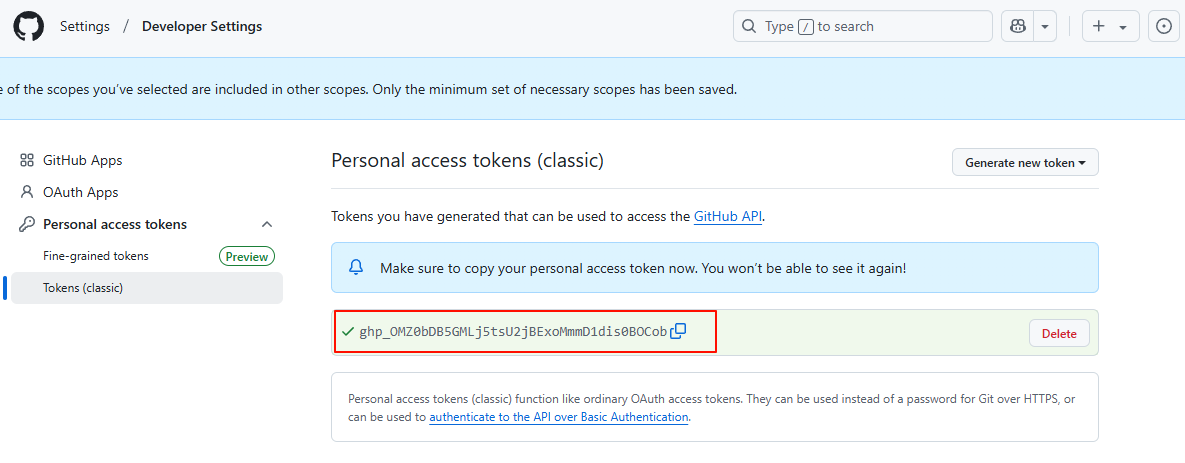 Settings / Developer Settings
Type / to search
e of the scopes you've selected are included in other scopes. Only the minimum set of necessary scopes has been saved.
GitHub Apps
OAuth Apps
Personal access tokens
Fine-grained tokens Preview
Tokens (classic)
Personal access tokens (classic)
Generate new token
Tokens you have generated that can be used to access the GitHub API.
Make sure to copy your personal access token now. You won't be able to see it again!
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
Delete
Personal access tokens (classic) function like ordinary OAuth access tokens. They can be used instead of a password for Git over HTTPS, or
can be used to authenticate to the API over Basic Authentication.